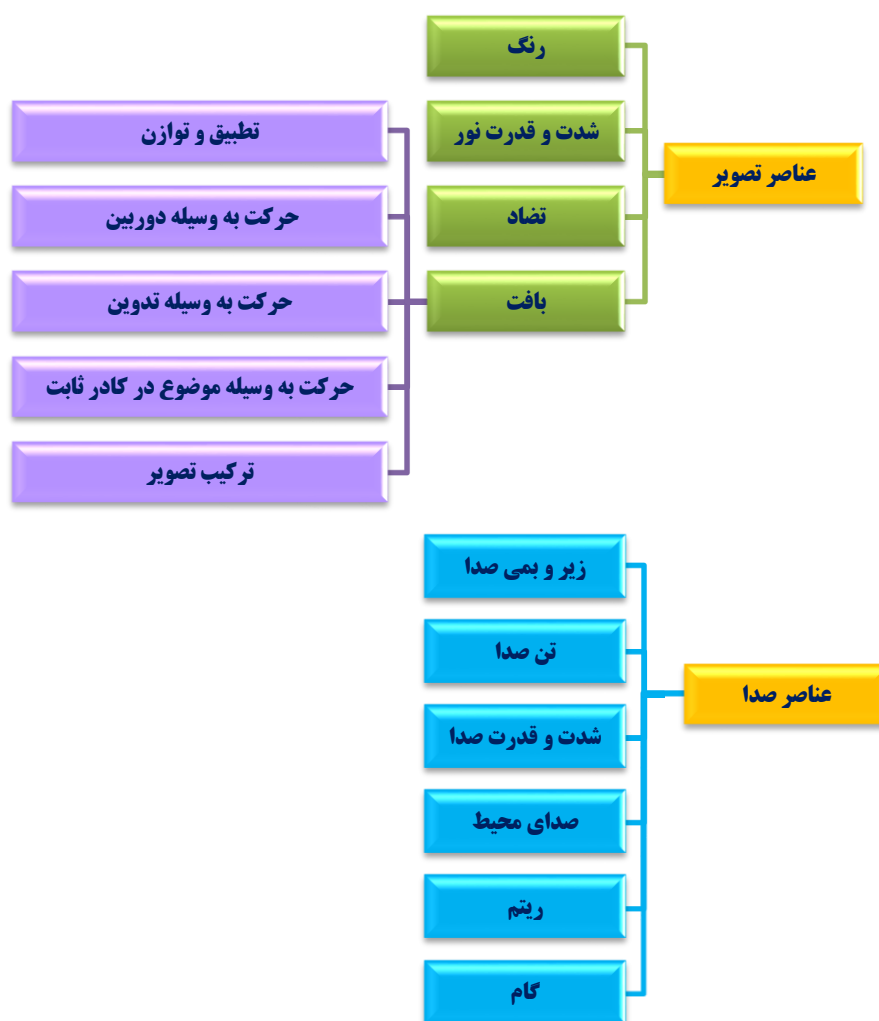 عناصر تصویر
رنگ
شدت و قدرت نور
تضاد
بافت
تطبیق و توازن
حرکت به وسیله دوربین
حرکت به وسیله تدوین
حرکت به وسیله موضوع در کادر ثابت
ترکیب تصویر
عناصر صدا
زیر و بمی صدا
تن صدا
شدت و قدرت صدا
صدای محیط
ریتم
گام